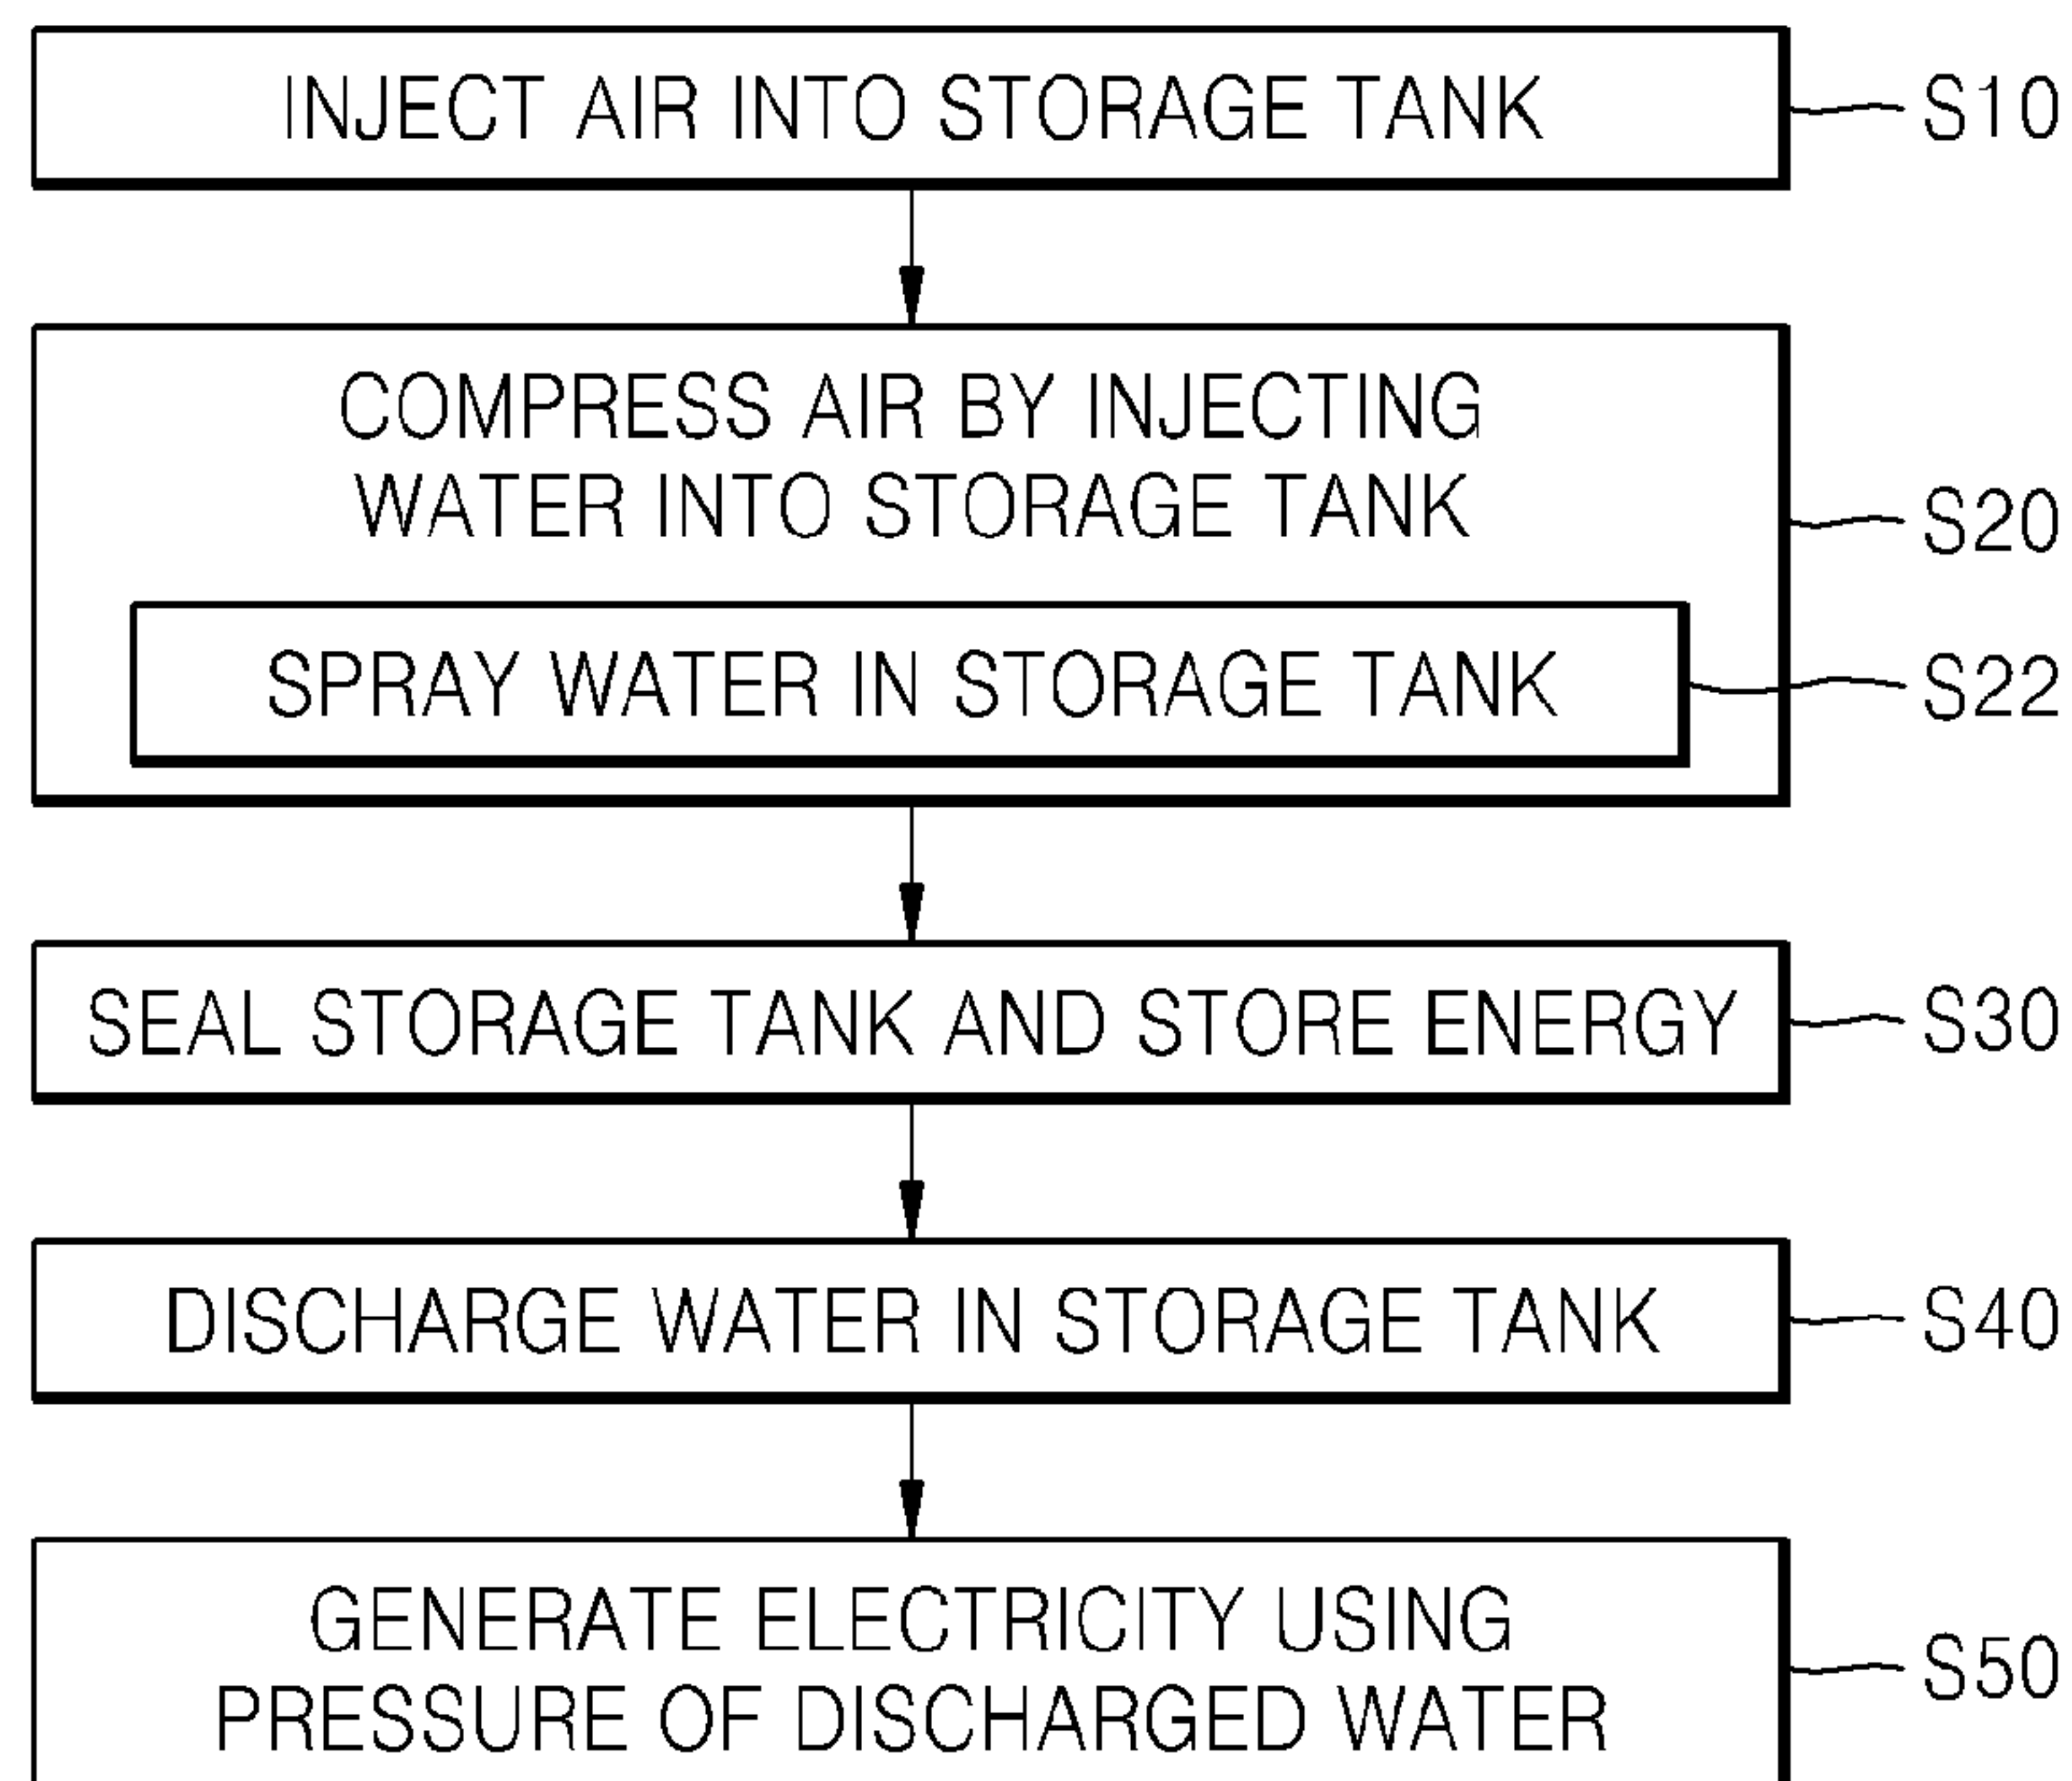 INJECT AIR INTO STORAGE TANK
S10
COMPRESS AIR BY INJECTING
WATER INTO STORAGE TANK
S20
SPRAY WATER IN STORAGE TANK
S22
SEAL STORAGE TANK AND STORE ENERGY
S30
DISCHARGE WATER IN STORAGE TANK
S40
GENERATE ELECTRICITY USING
PRESSURE OF DISCHARGED WATER
S50